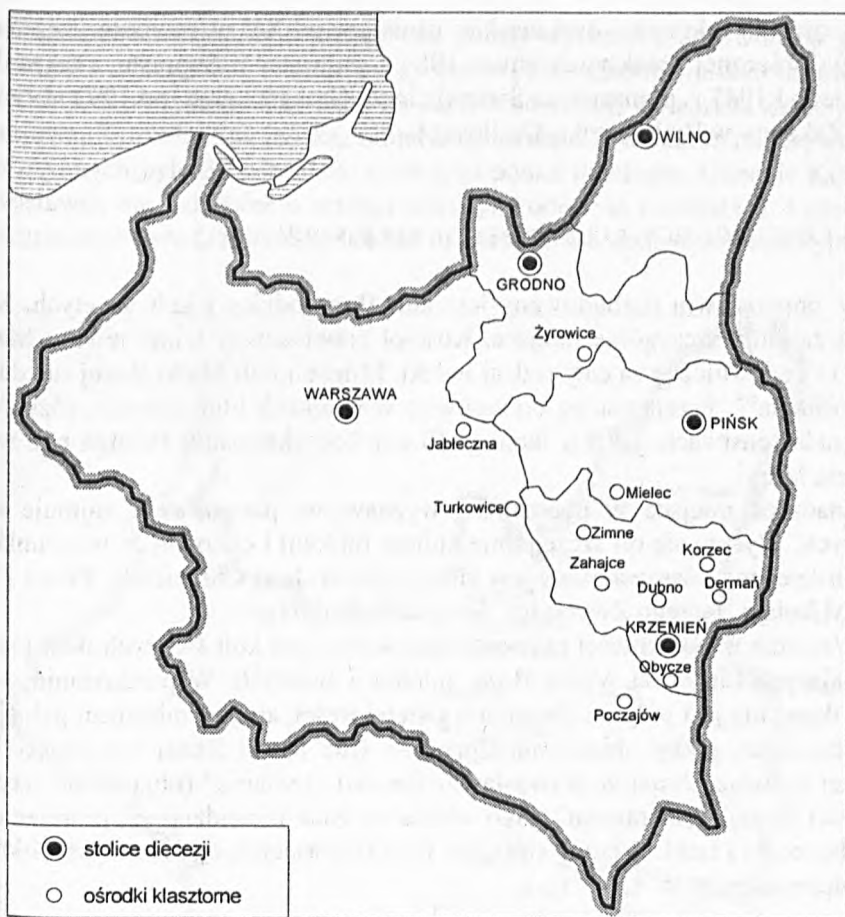 WILNO
GRODNO
Żyrowice
WARSZAWA
PIŃSK
Jabłeczna
Mielec
Turkowice
Zimne
Zahajce
Korzec
Dubno
Derman
KRZEMIEŃ
Obycze
Poczajów
stolice diecezji
ośrodki klasztorne